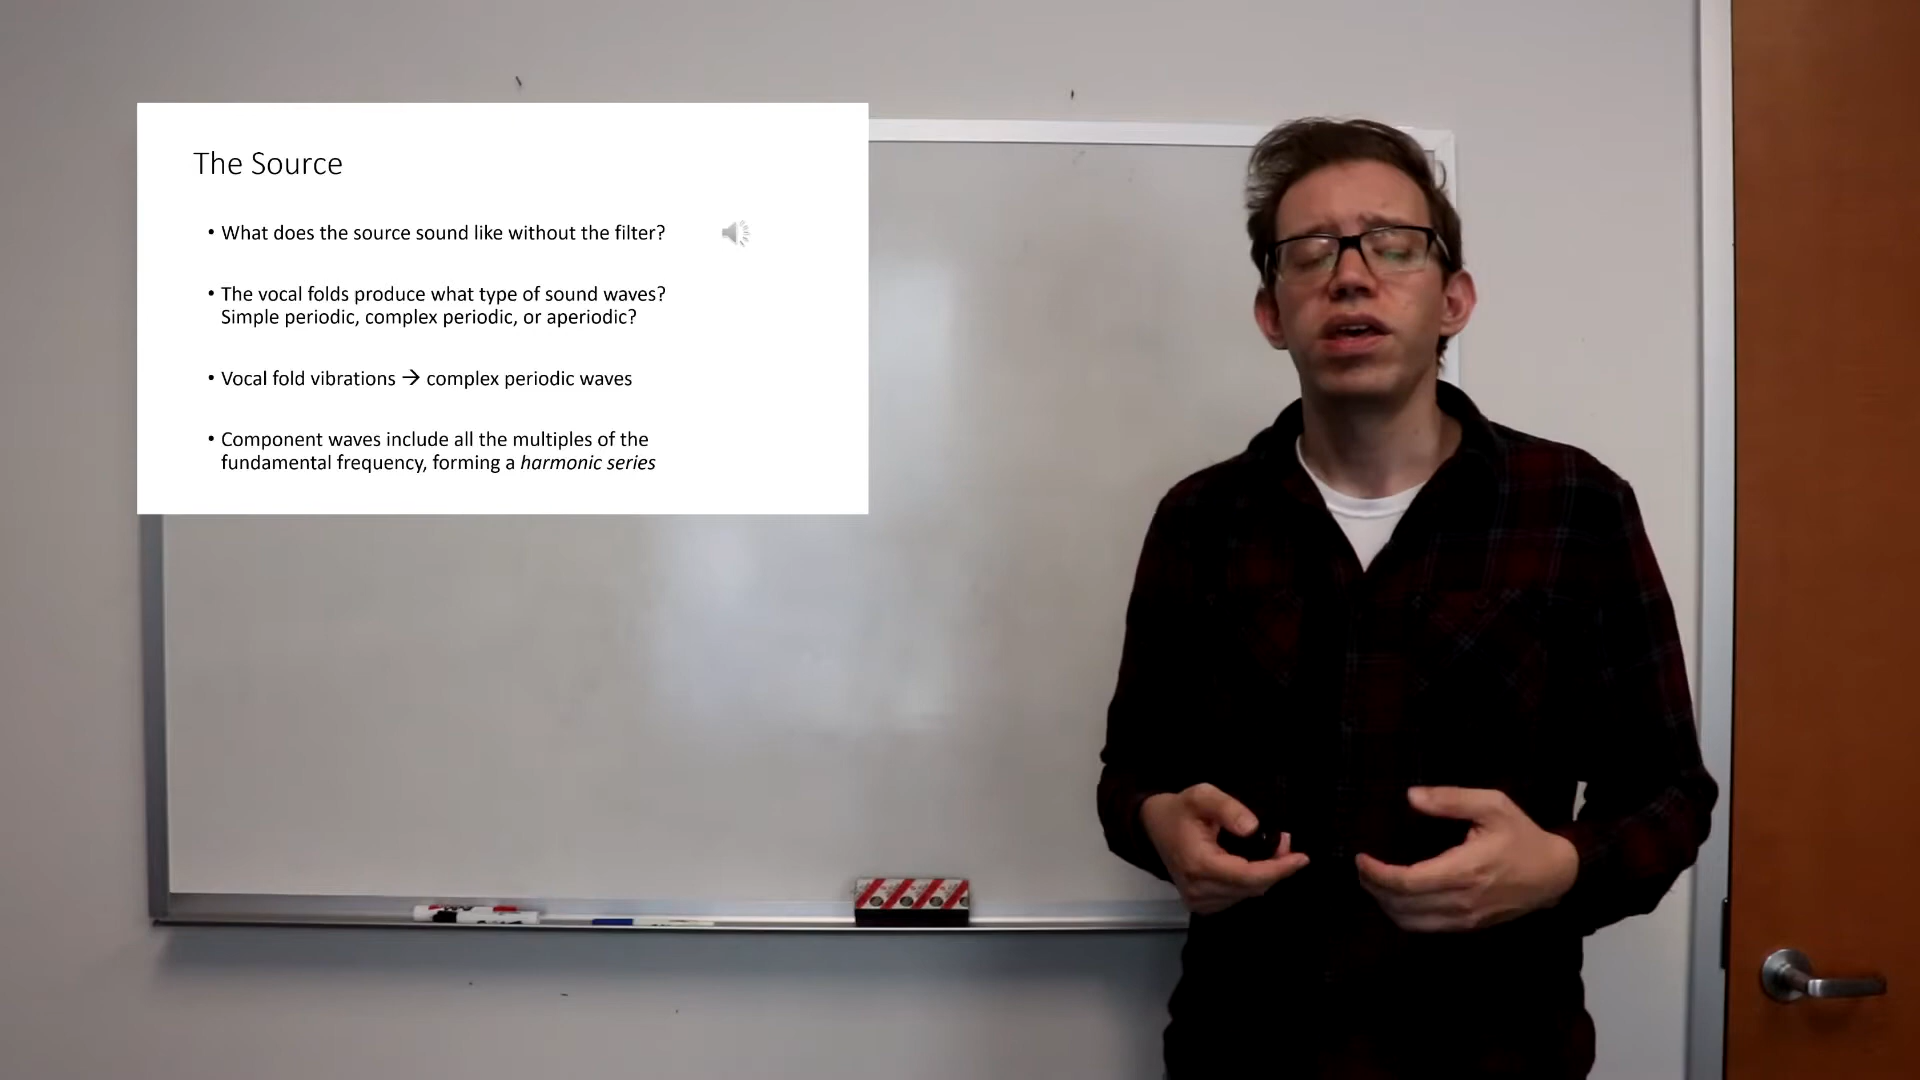 The Source
• What does the source sound like without the filter?
• The vocal folds produce what type of sound waves?
Simple periodic, complex periodic, or aperiodic?
• Vocal fold vibrations → complex periodic waves
• Component waves include all the multiples of the
fundamental frequency, forming a harmonic series